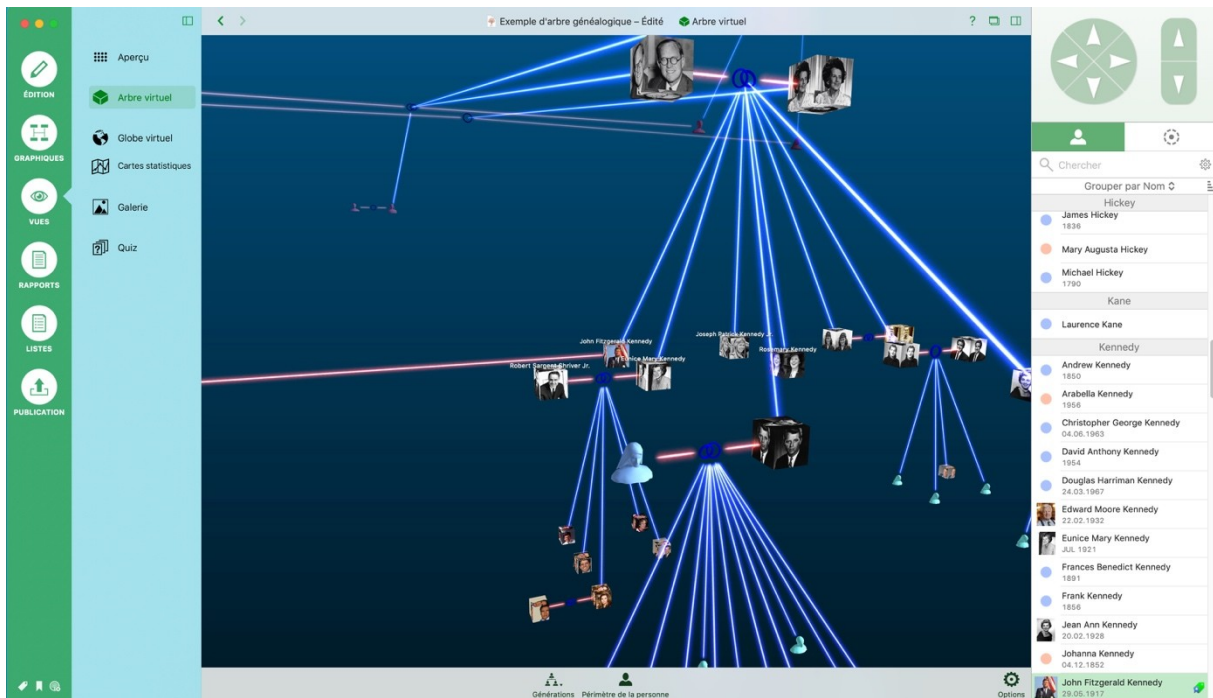 Exemple d'arbre généalogique – Édité
Arbre virtuel
?
ÉDITION
GRAPHIQUES
VUES
RAPPORTS
LISTES
PUBLICATION
Aperçu
Arbre virtuel
Globe virtuel
Cartes statistiques
Galerie
Quiz
John Fitzgerald Kennedy
Joseph Patrick Kennedy Jr.
Robert Sargent Shriver Jr.
Eunice Mary Kennedy
Rosemary Kennedy
Générations
Périmètre de la personne
Options
Chercher
Grouper par Nom
Hickey
James Hickey
1836
Mary Augusta Hickey
Michael Hickey
1790
Kane
Laurence Kane
Kennedy
Andrew Kennedy
1850
Arabella Kennedy
1956
Christopher George Kennedy
04.06.1963
David Anthony Kennedy
1954
Douglas Harriman Kennedy
24.03.1967
Edward Moore Kennedy
22.02.1932
Eunice Mary Kennedy
JUL 1921
Frances Benedict Kennedy
1891
Frank Kennedy
1856
Jean Ann Kennedy
20.02.1928
Johanna Kennedy
04.12.1852
John Fitzgerald Kennedy
29.05.1917